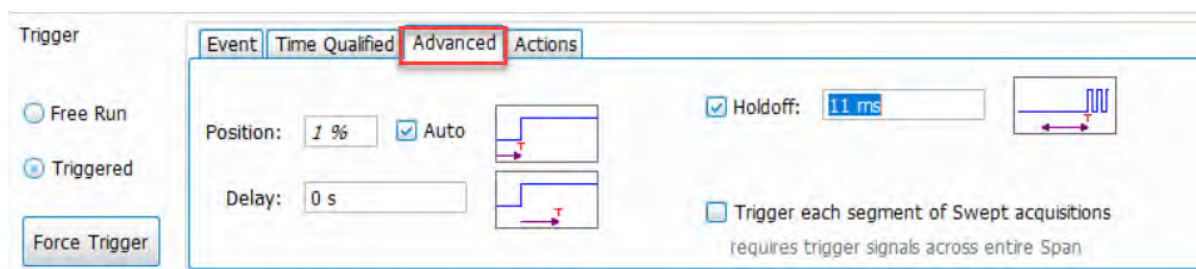 Trigger
Event Time Qualified Advanced Actions
Free Run
Triggered
Force Trigger
Position: 1 % Auto
T
Delay: 0 s
T
Holdoff: 11 ms
T
Trigger each segment of Swept acquisitions
requires trigger signals across entire Span